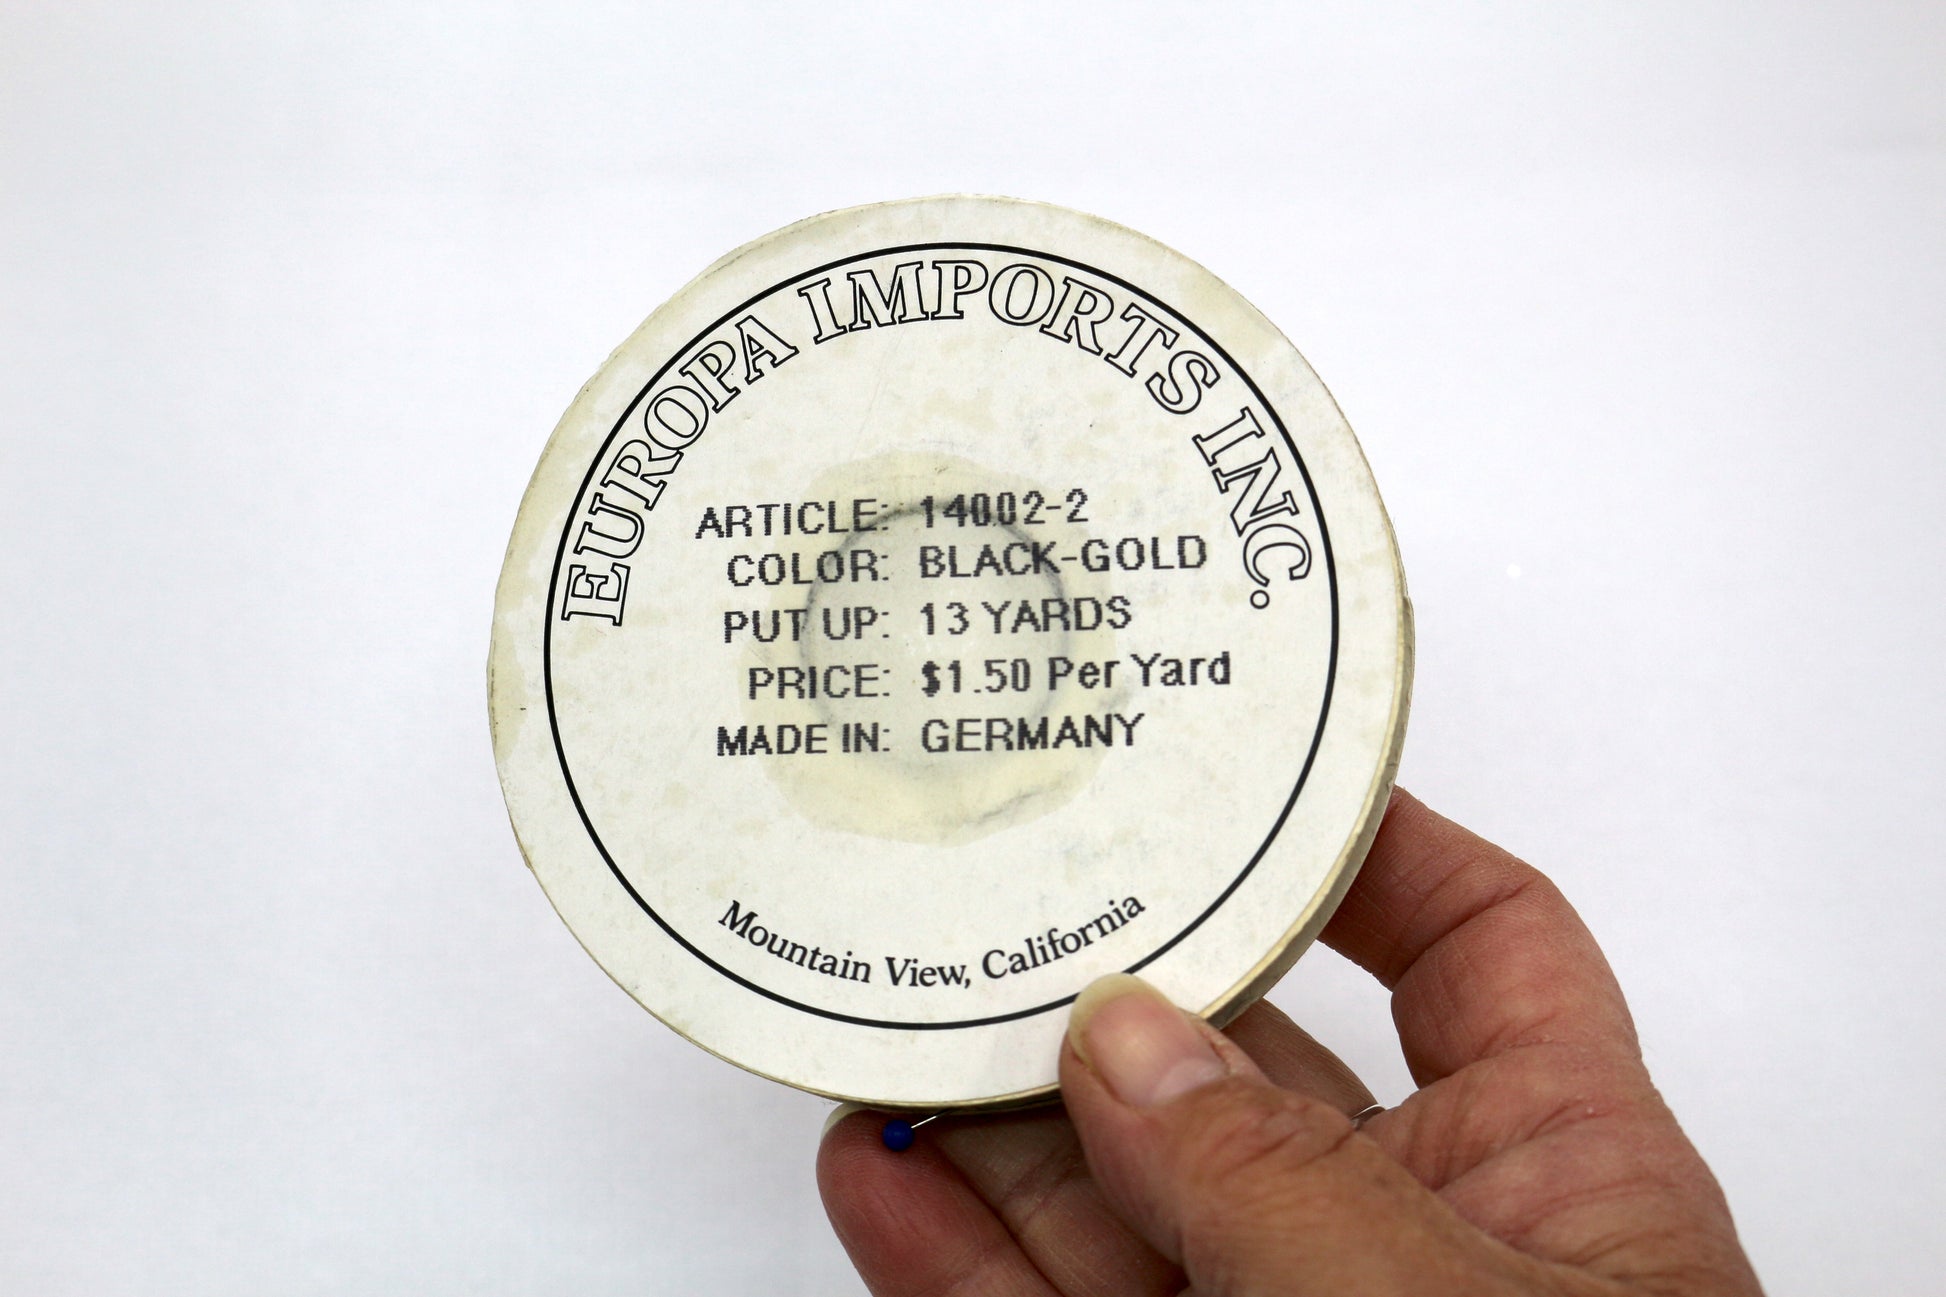 EUROPA IMPORTS INC.
ARTICLE: 14002-2
COLOR: BLACK-GOLD
PUT UP: 13 YARDS
PRICE: $1.50 Per Yard
MADE IN: GERMANY
Mountain View, California